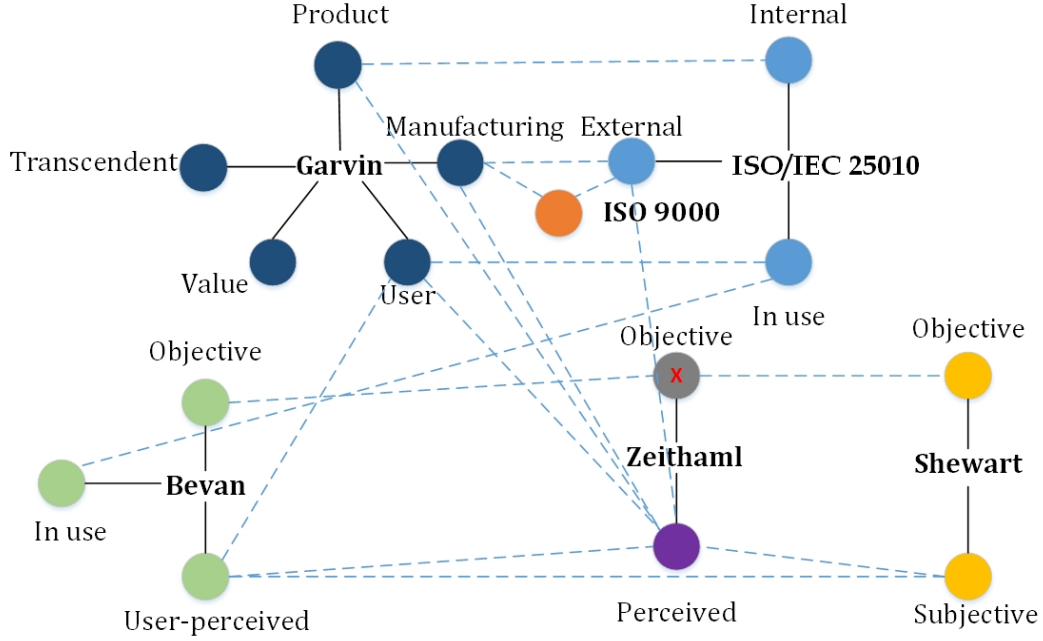 Product
Internal
Manufacturing
External
Transcendent
Garvin
ISO/IEC 25010
ISO 9000
Value
User
In use
Objective
Objective
Objective
X
Zeithaml
Shewart
Bevan
In use
User-perceived
Perceived
Subjective